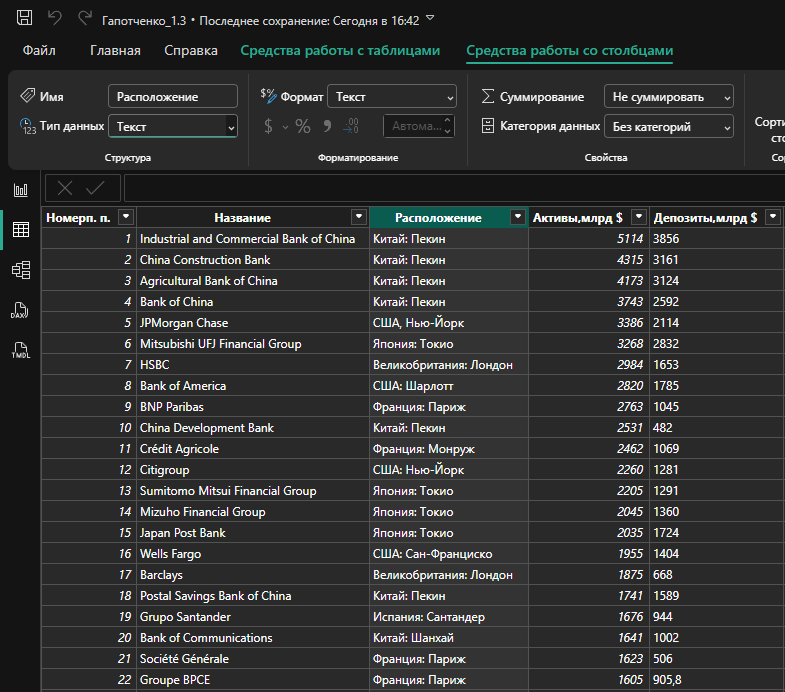 Гапотченко_1.3 • Последнее сохранение: Сегодня в 16:42
Файл Главная Справка Средства работы с таблицами Средства работы со столбцами
Имя Расположение $% Формат Текст Суммирование Не суммировать
Тип данных Текст $ % 9 .00 Автома... Категория данных Без категорий
Сорти
сто
Структура Форматирование Свойства Сор
Номерп. п. Название Расположение Активы,млрд $ Депозиты,млрд $
1 Industrial and Commercial Bank of China Китай: Пекин 5114 3856
2 China Construction Bank Китай: Пекин 4315 3161
3 Agricultural Bank of China Китай: Пекин 4173 3124
4 Bank of China Китай: Пекин 3743 2592
5 JPMorgan Chase США, Нью-Йорк 3386 2114
6 Mitsubishi UFJ Financial Group Япония: Токио 3268 2832
7 HSBC Великобритания: Лондон 2984 1653
8 Bank of America США: Шарлотт 2820 1785
9 BNP Paribas Франция: Париж 2763 1045
10 China Development Bank Китай: Пекин 2531 482
11 Crédit Agricole Франция: Монруж 2462 1069
12 Citigroup США: Нью-Йорк 2260 1281
13 Sumitomo Mitsui Financial Group Япония: Токио 2205 1291
14 Mizuho Financial Group Япония: Токио 2045 1360
15 Japan Post Bank Япония: Токио 2035 1724
16 Wells Fargo США: Сан-Франциско 1955 1404
17 Barclays Великобритания: Лондон 1875 668
18 Postal Savings Bank of China Китай: Пекин 1741 1589
19 Grupo Santander Испания: Сантандер 1676 944
20 Bank of Communications Китай: Шанхай 1641 1002
21 Société Générale Франция: Париж 1623 506
22 Groupe BPCE Франция: Париж 1605 905,8
DAX
TMDL